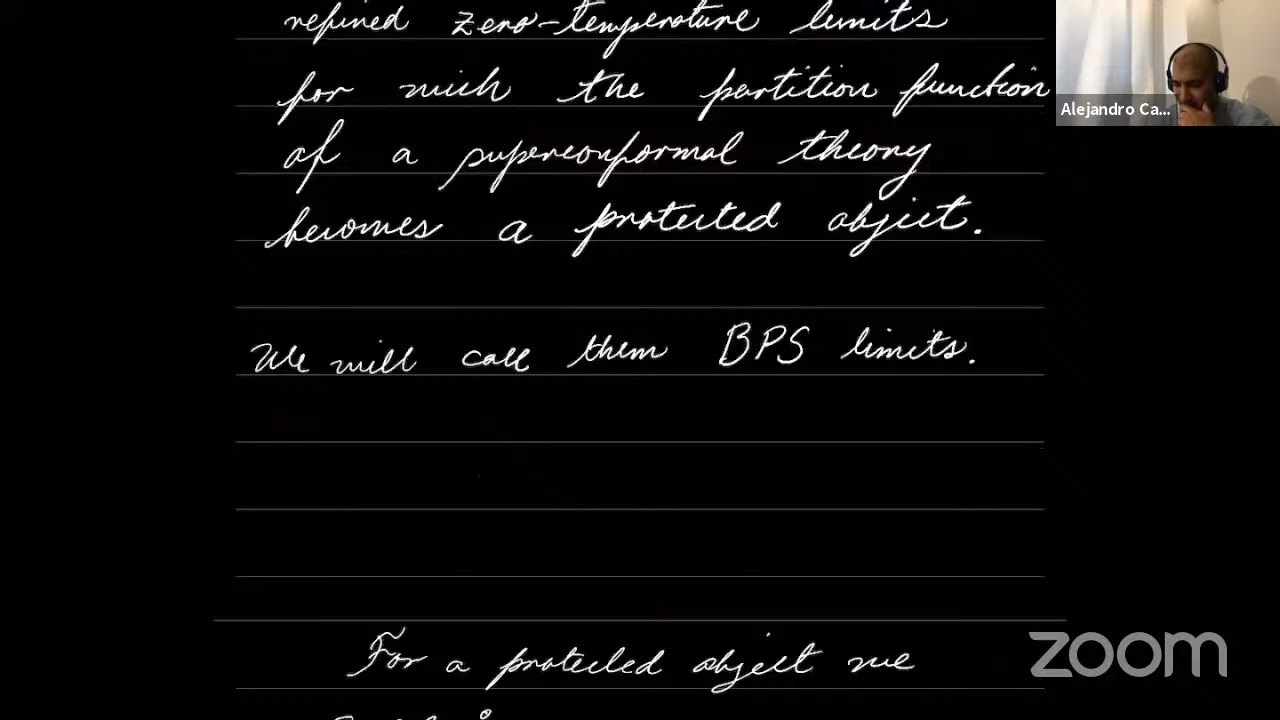 refined zero-temperature limits
for wich the partition function
of a superconformal theory
becomes a protected object.
We will call them BPS limits.
For a protected object we
Alejandro Ca...
zoom